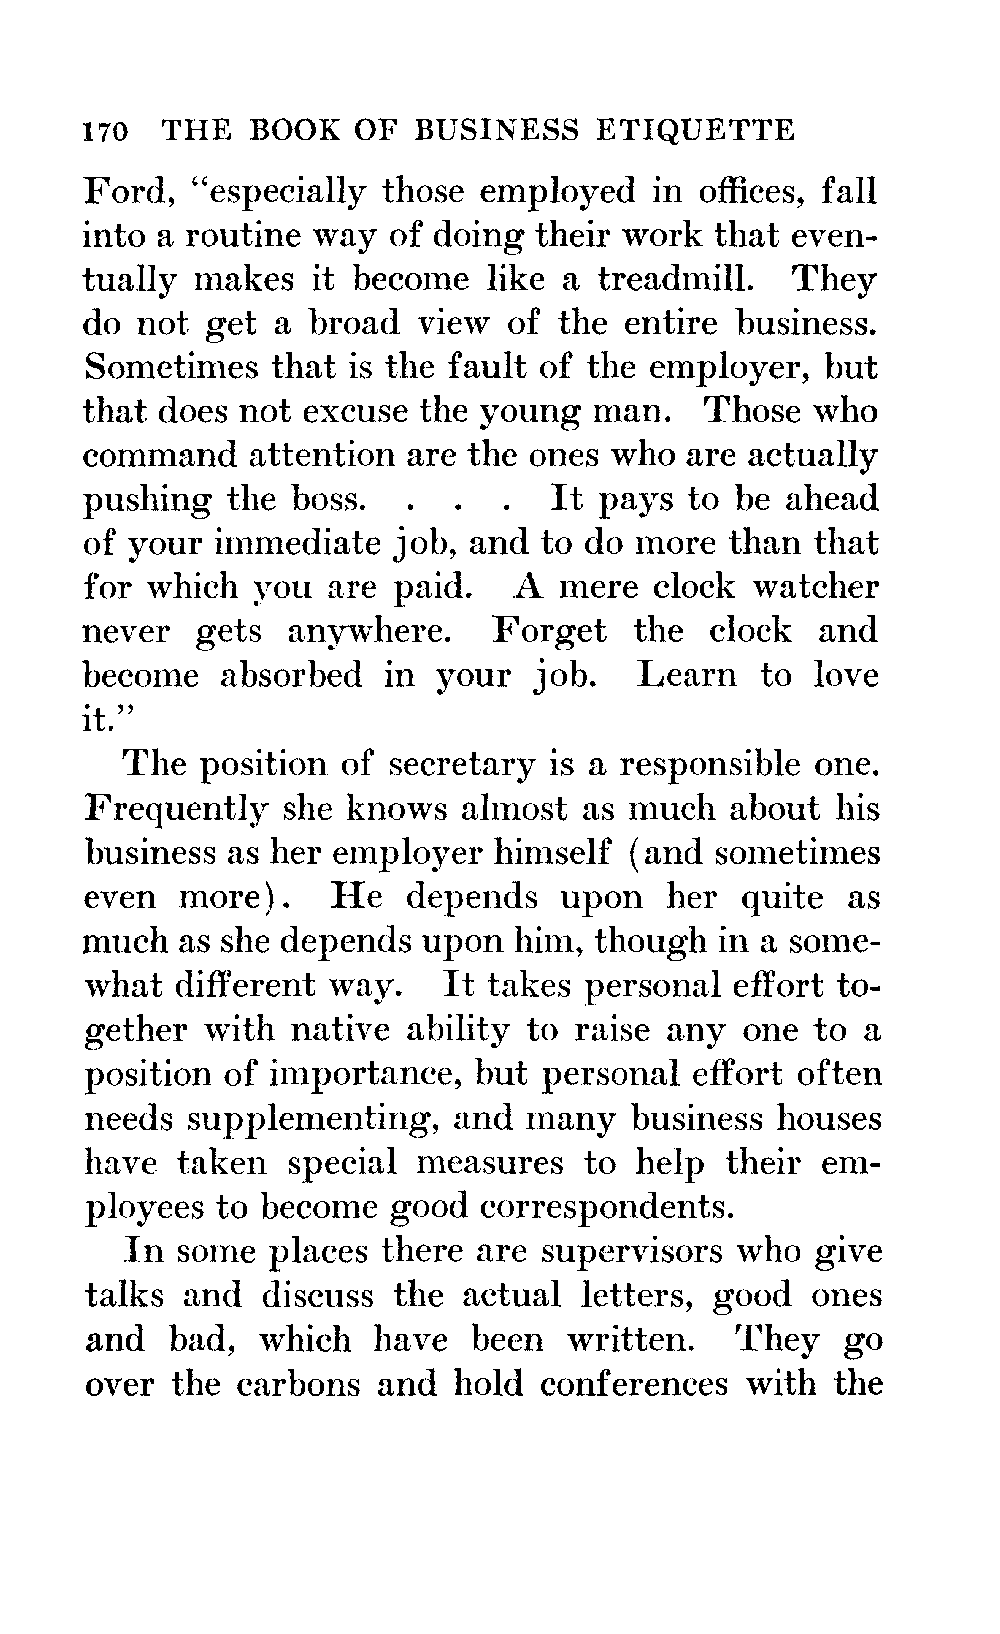 170 THE BOOK OF BUSINESS ETIQUETTE
Ford, “especially those employed in offices, fall
into a routine way of doing their work that even-
tually makes it become like a treadmill. They
do not get a broad view of the entire business.
Sometimes that is the fault of the employer, but
that does not excuse the young man. Those who
command attention are the ones who are actually
pushing the boss. . . . It pays to be ahead
of your immediate job, and to do more than that
for which you are paid. A mere clock watcher
never gets anywhere. Forget the clock and
become absorbed in your job. Learn to love
it.”
The position of secretary is a responsible one.
Frequently she knows almost as much about his
business as her employer himself (and sometimes
even more). He depends upon her quite as
much as she depends upon him, though in a some-
what different way. It takes personal effort to-
gether with native ability to raise any one to a
position of importance, but personal effort often
needs supplementing, and many business houses
have taken special measures to help their em-
ployees to become good correspondents.
In some places there are supervisors who give
talks and discuss the actual letters, good ones
and bad, which have been written. They go
over the carbons and hold conferences with the